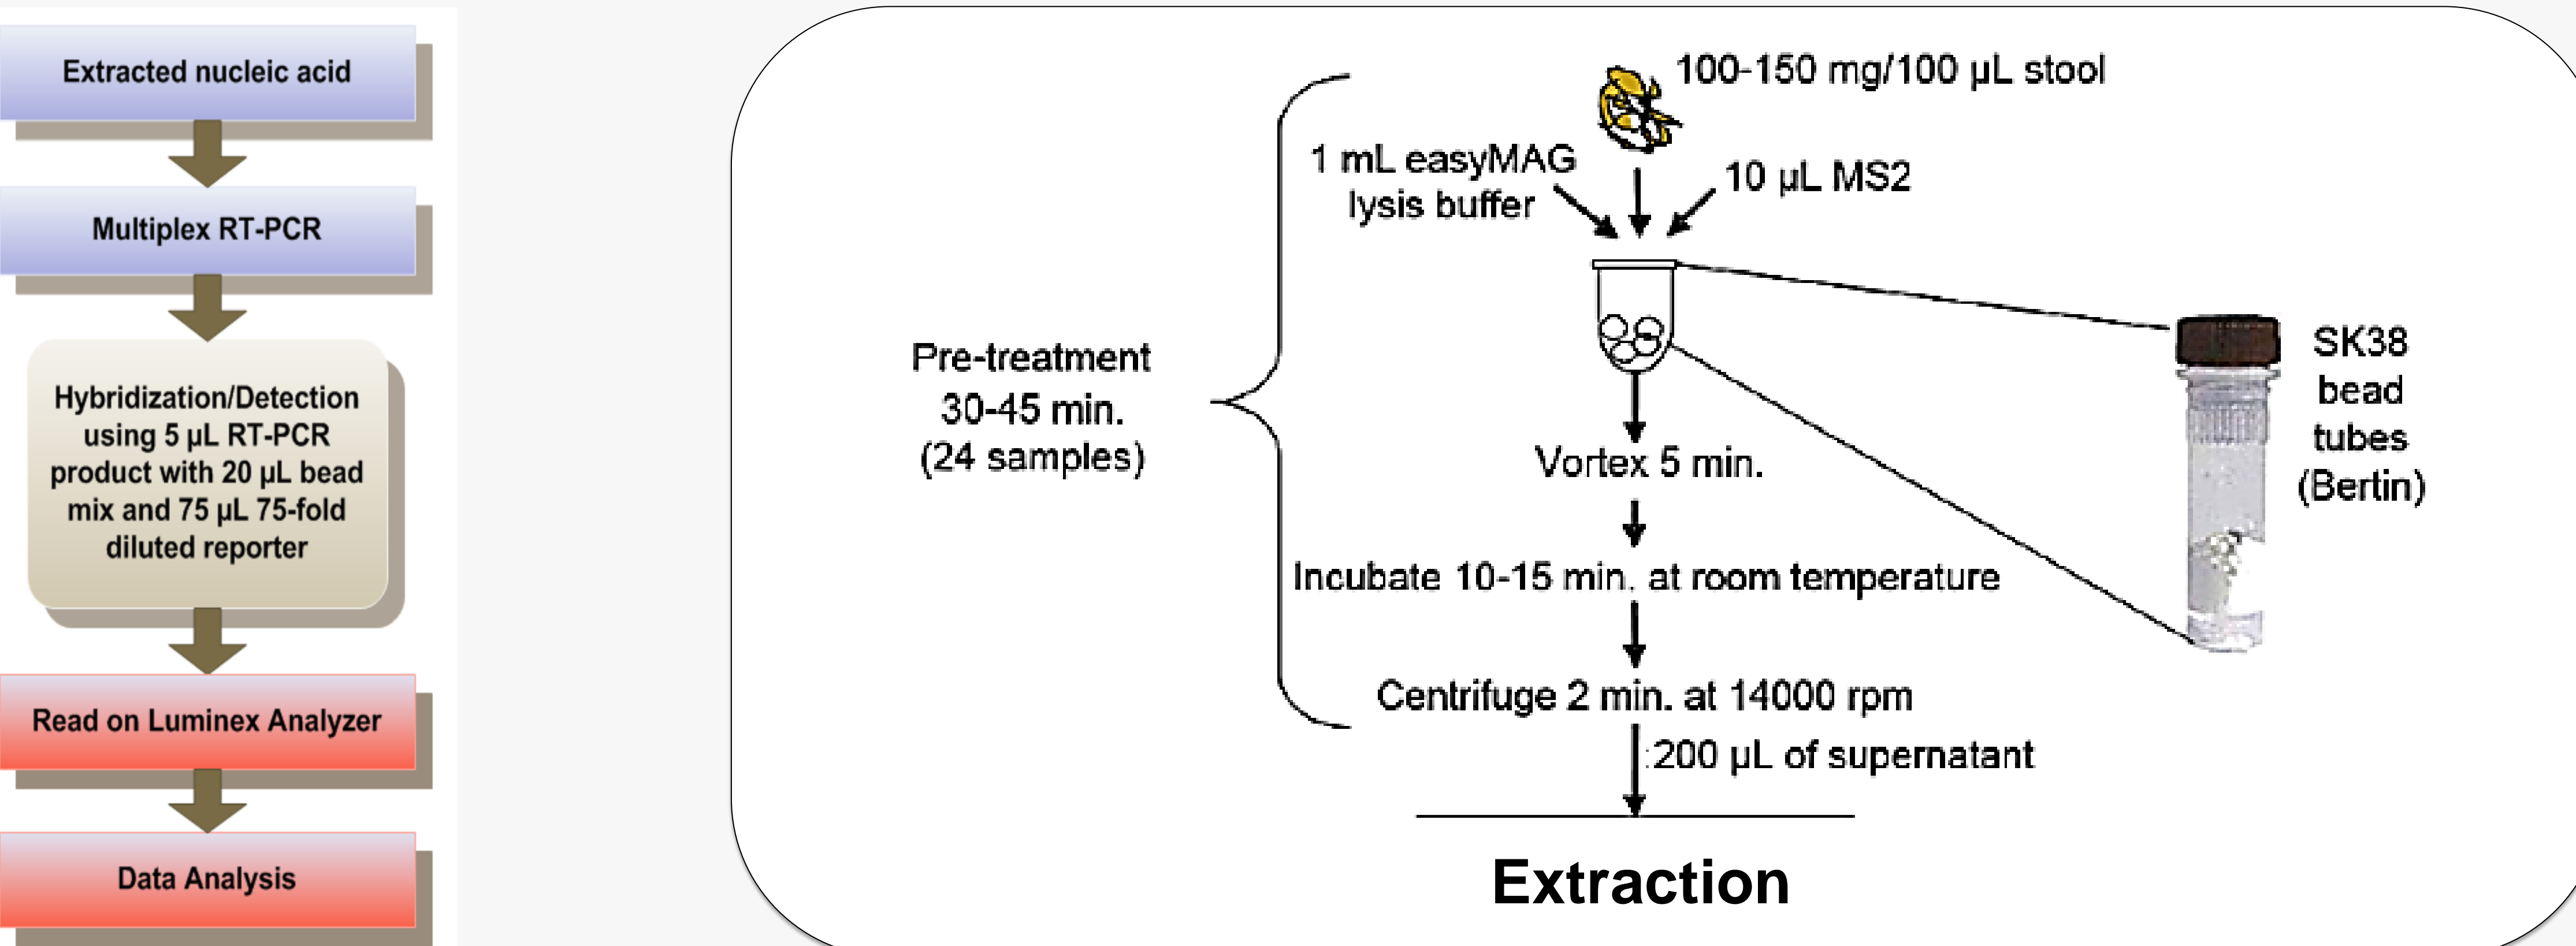 Extracted nucleic acid
Multiplex RT-PCR
Hybridization/Detection
using 5 µL RT-PCR
product with 20 µL bead
mix and 75 µL 75-fold
diluted reporter
Read on Luminex Analyzer
Data Analysis
100-150 mg/100 µL stool
1 mL easyMAG
lysis buffer
10 µL MS2
Pre-treatment
30-45 min.
(24 samples)
SK38
bead
tubes
(Bertin)
Vortex 5 min.
Incubate 10-15 min. at room temperature
Centrifuge 2 min. at 14000 rpm
200 µL of supernatant
Extraction